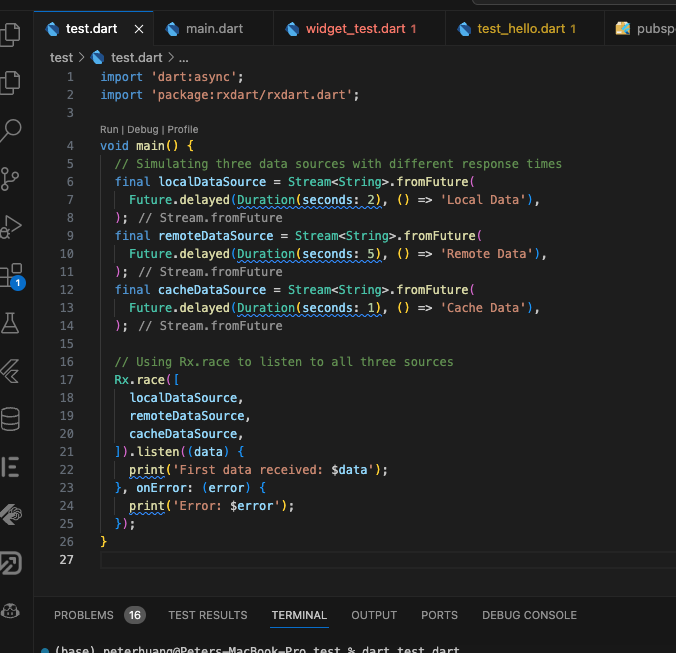 test.dart
main.dart
widget_test.dart 1
test_hello.dart 1
pubsp
test > test.dart > ...
1 import 'dart:async';
2 import 'package:rxdart/rxdart.dart';
3
Run | Debug | Profile
4 void main() {
5 // Simulating three data sources with different response times
6 final localDataSource = Stream<String>.fromFuture(
7 Future.delayed(Duration(seconds: 2), () => 'Local Data'),
8 ); // Stream.fromFuture
9 final remoteDataSource = Stream<String>.fromFuture(
10 Future.delayed(Duration(seconds: 5), () => 'Remote Data'),
11 ); // Stream.fromFuture
12 final cacheDataSource = Stream<String>.fromFuture(
13 Future.delayed(Duration(seconds: 1), () => 'Cache Data'),
14 ); // Stream.fromFuture
15
16 // Using Rx.race to listen to all three sources
17 Rx.race([
18 localDataSource,
19 remoteDataSource,
20 cacheDataSource,
21 ]).listen((data) {
22 print('First data received: $data');
23 }, onError: (error) {
24 print('Error: $error');
25 });
26 }
27
1
PROBLEMS 16 TEST RESULTS TERMINAL OUTPUT PORTS DEBUG CONSOLE
(base) peterhuang@Peters-MacBook-Pro test % dart test.dart